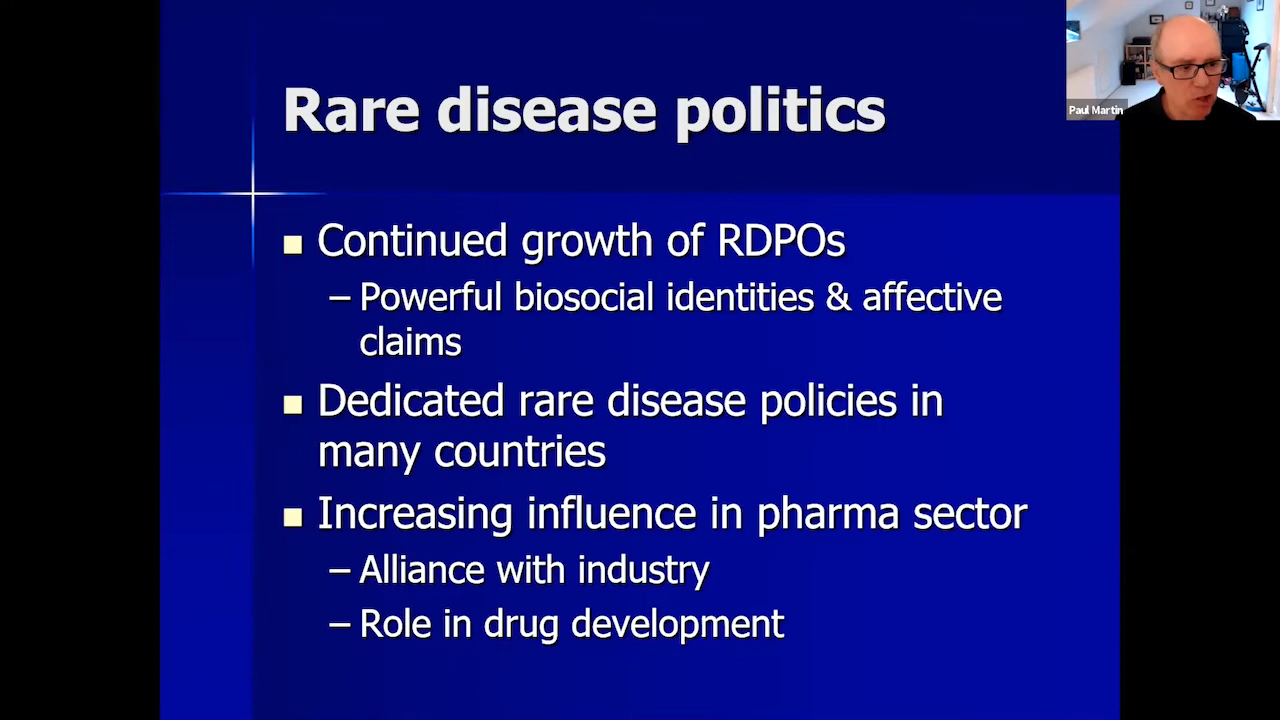 Rare disease politics
Paul Martin
Continued growth of RDPOs
– Powerful biosocial identities & affective
claims
Dedicated rare disease policies in
many countries
Increasing influence in pharma sector
– Alliance with industry
– Role in drug development